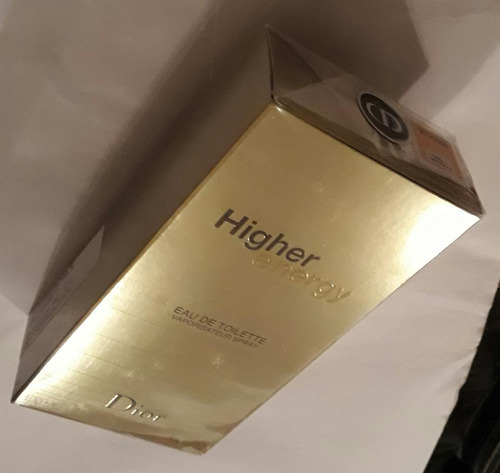 Higher
energy
EAU DE TOILETTE
VAPORISATEUR SPRAY
Dior